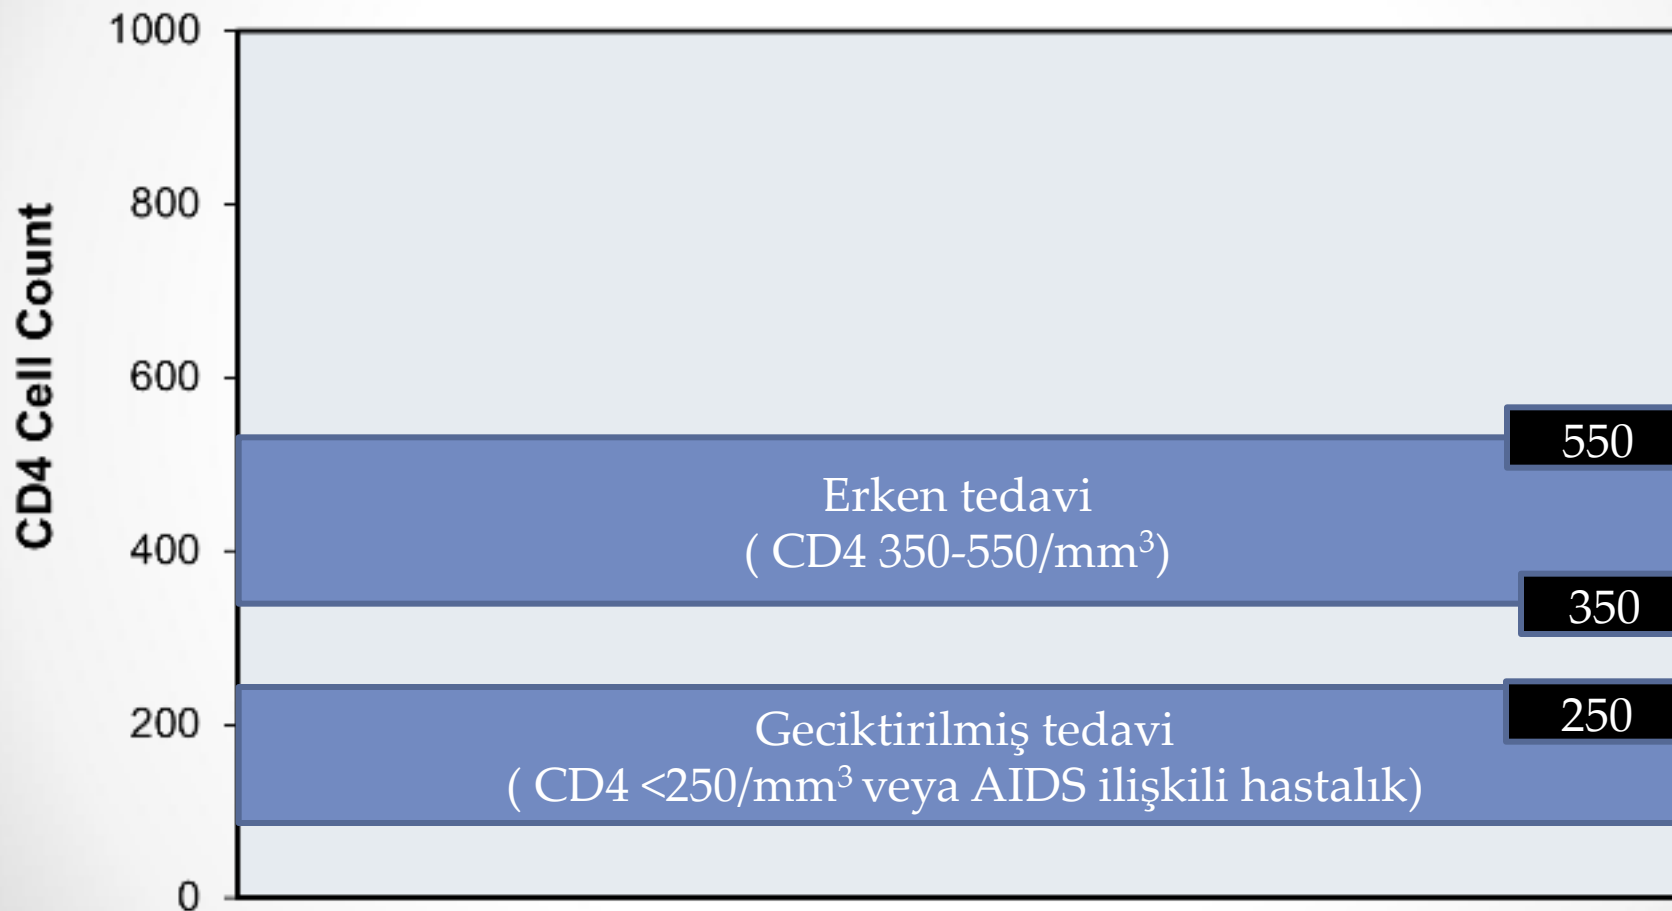 CD4 Cell Count
1000
800
600
400
200
0
550
Erken tedavi
( CD4 350-550/mm³)
350
250
Geciktirilmiş tedavi
( CD4 <250/mm³ veya AIDS ilişkili hastalık)